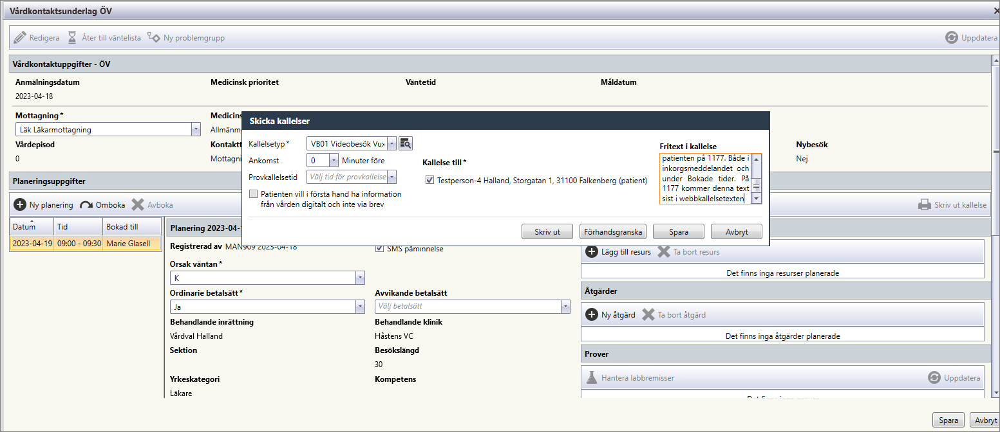 Vårdkontaktsunderlag ÖV
Redigera Åter till väntelista Ny problemgrupp Uppdatera
Vårdkontaktuppgifter - ÖV
Anmälningsdatum Medicinsk prioritet Väntetid Måldatum
2023-04-18
Mottagning * Medicins
Läk Läkarmottagning Allmänm
Vårdepisod Kontaktt Nybesök
0 Mottagni Nej
Skicka kallelser
Kallelsetyp * VB01 Videobesök Vux
Ankomst 0 Minuter före
Provkallelsetid Välj tid för provkallelse
Patienten vill i första hand ha information
från vården digitalt och inte via brev
Kallelse till *
Testperson-4 Halland, Storgatan 1, 31100 Falkenberg (patient)
Fritext i kallelse
patienten på 1177. Både i
inkorgsmeddelandet och
under Bokade tider. På
1177 kommer denna text
sist i webbkallelsetexten
Skriv ut Förhandsgranska Spara Avbryt
Planeringsuppgifter
Ny planering Omboka Avboka Skriv ut kallelse
Datum Tid Bokad till
2023-04-19 09:00 - 09:30 Marie Glasell
Planering 2023-04-
Registrerad av MAN909 2023-04-18 SMS påminnelse
Orsak väntan *
K
Ordinarie betalsätt * Avvikande betalsätt
Ja Välj betalsätt
Behandlande inrättning Behandlande klinik
Vårdval Halland Håstens VC
Sektion Besökslängd
30
Yrkeskategori Kompetens
Läkare
Lägg till resurs Ta bort resurs
Det finns inga resurser planerade
Åtgärder
Ny åtgärd Ta bort åtgärd
Det finns inga åtgärder planerade
Prover
Hantera labbremisser Uppdatera
Det finns inga prover
Spara Avbryt